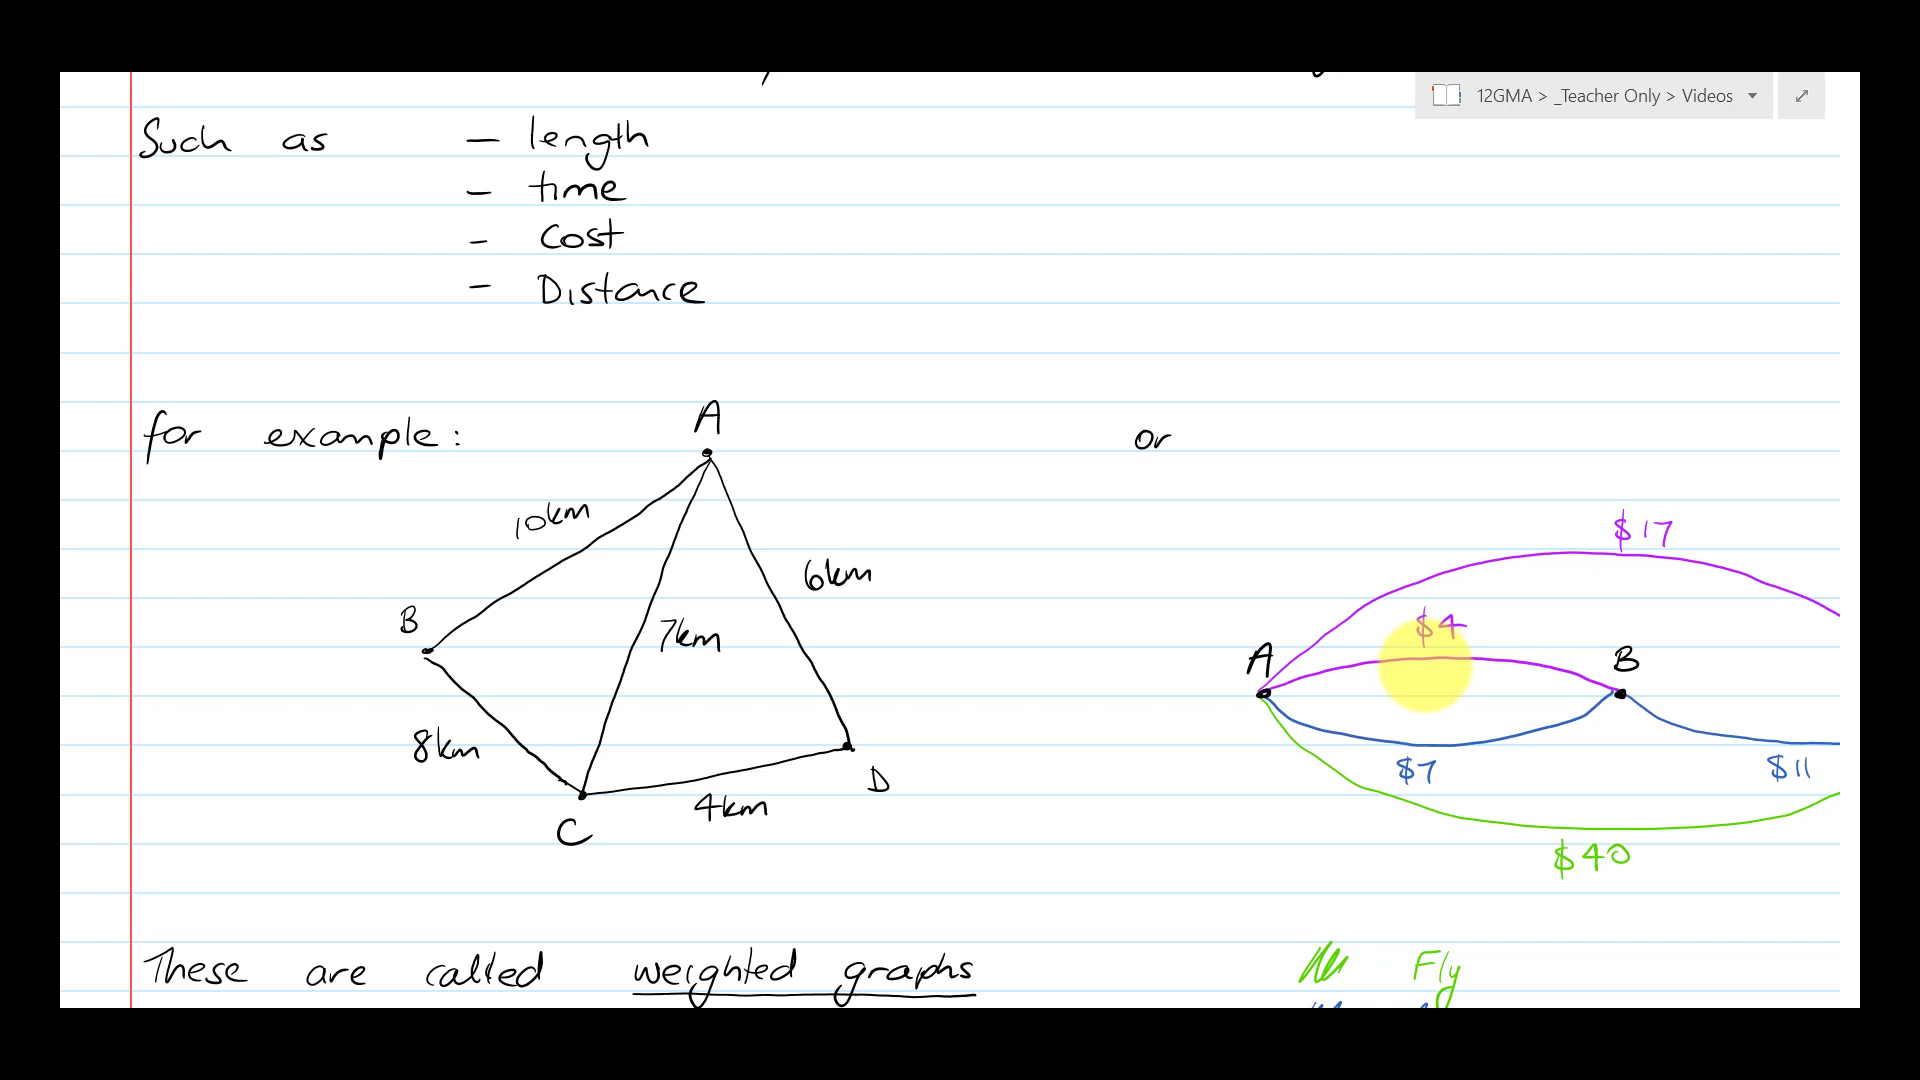 12GMA > _Teacher Only > Videos
Such as – length
– time
– Cost
– Distance
for example:
A
or
10km
$17
6km
B
7km
$4
A
B
8km
$7
$11
D
4km
C
$40
These are called weighted graphs
Fly